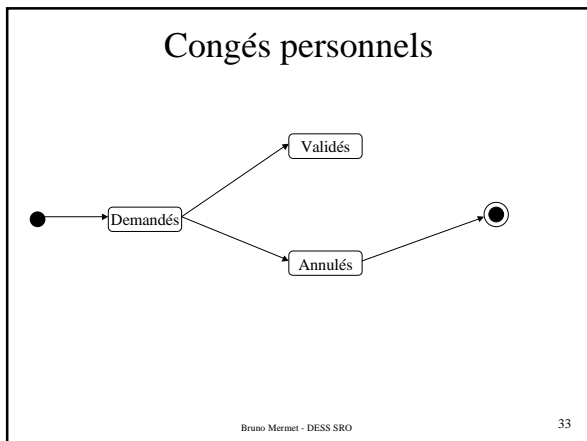 Congés personnels
Validés
Demandés
Annulés
Bruno Mermet - DESS SRO
33